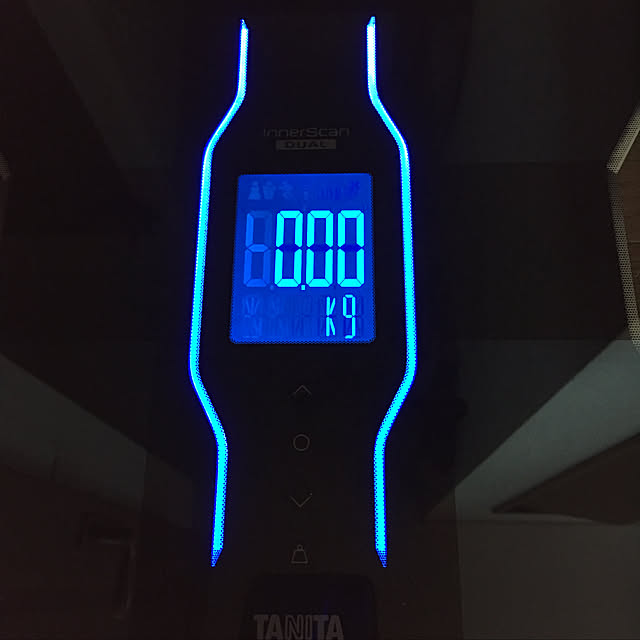 InnerScan
DUAL
0.00
kg
TANITA